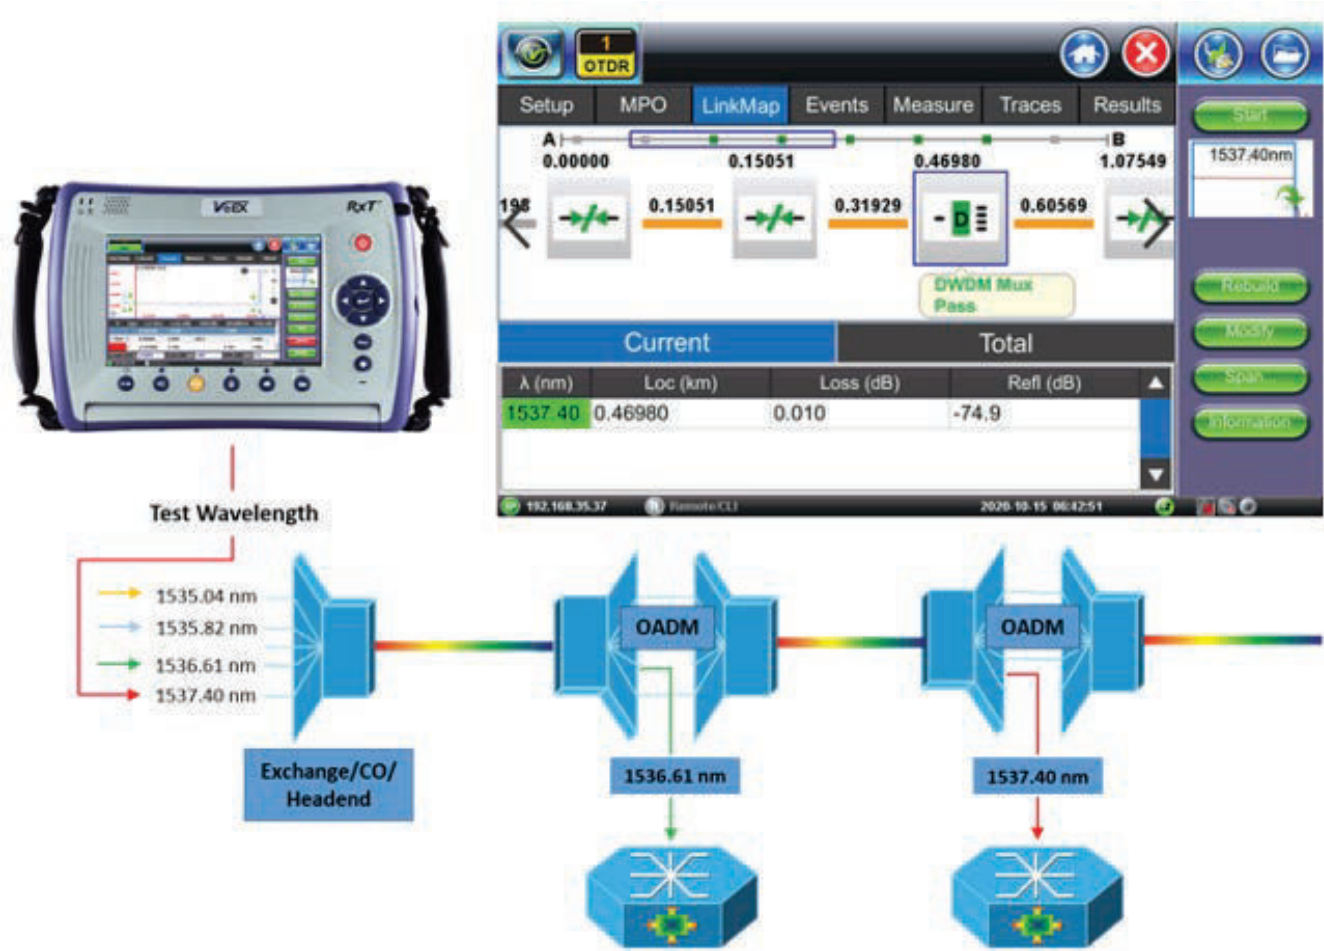 1
OTDR
Setup MPO LinkMap Events Measure Traces Results
Start
A B
0.00000 0.15051 0.46980 1.07549
1537.40nm
198 0.15051 0.31929 0.60569
D
DWDM Mux
Pass
Rebuild
Modify
Span...
Information
Current Total
λ (nm) Loc (km) Loss (dB) Refl (dB)
1537.40 0.46980 0.010 -74.9
192.168.35.37 Remote/CLI 2020-10-15 06:42:51
VeEX RxT
Test Wavelength
1535.04 nm
1535.82 nm
1536.61 nm
1537.40 nm
OADM
OADM
Exchange/CO/
Headend
1536.61 nm
1537.40 nm